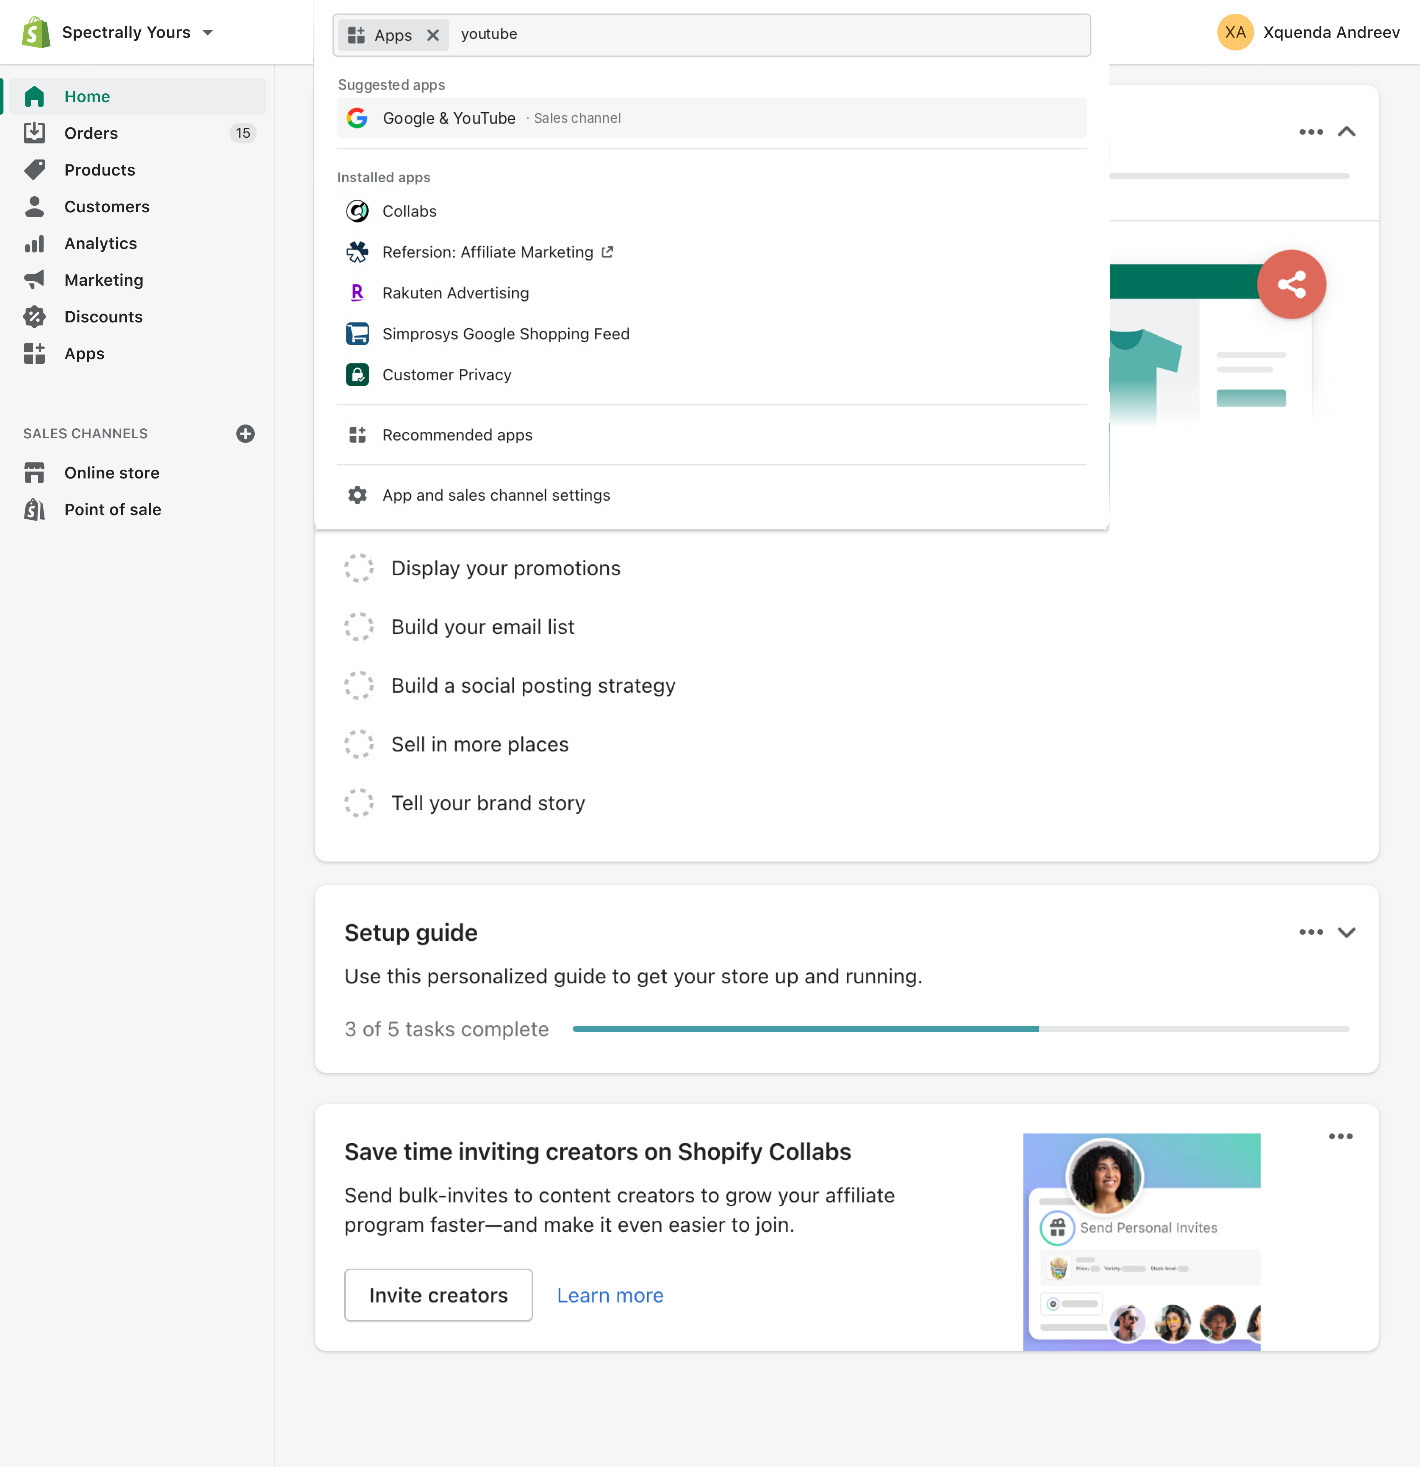 Spectrally Yours
Apps youtube
XA Xquenda Andreev
Home
Orders 15
Products
Customers
Analytics
Marketing
Discounts
Apps
SALES CHANNELS
Online store
Point of sale
Suggested apps
Google & YouTube · Sales channel
Installed apps
Collabs
Refersion: Affiliate Marketing
Rakuten Advertising
Simprosys Google Shopping Feed
Customer Privacy
Recommended apps
App and sales channel settings
Display your promotions
Build your email list
Build a social posting strategy
Sell in more places
Tell your brand story
Setup guide
Use this personalized guide to get your store up and running.
3 of 5 tasks complete
Save time inviting creators on Shopify Collabs
Send bulk-invites to content creators to grow your affiliate
program faster—and make it even easier to join.
Invite creators Learn more
Send Personal Invites
Price: Variety: Stock level: